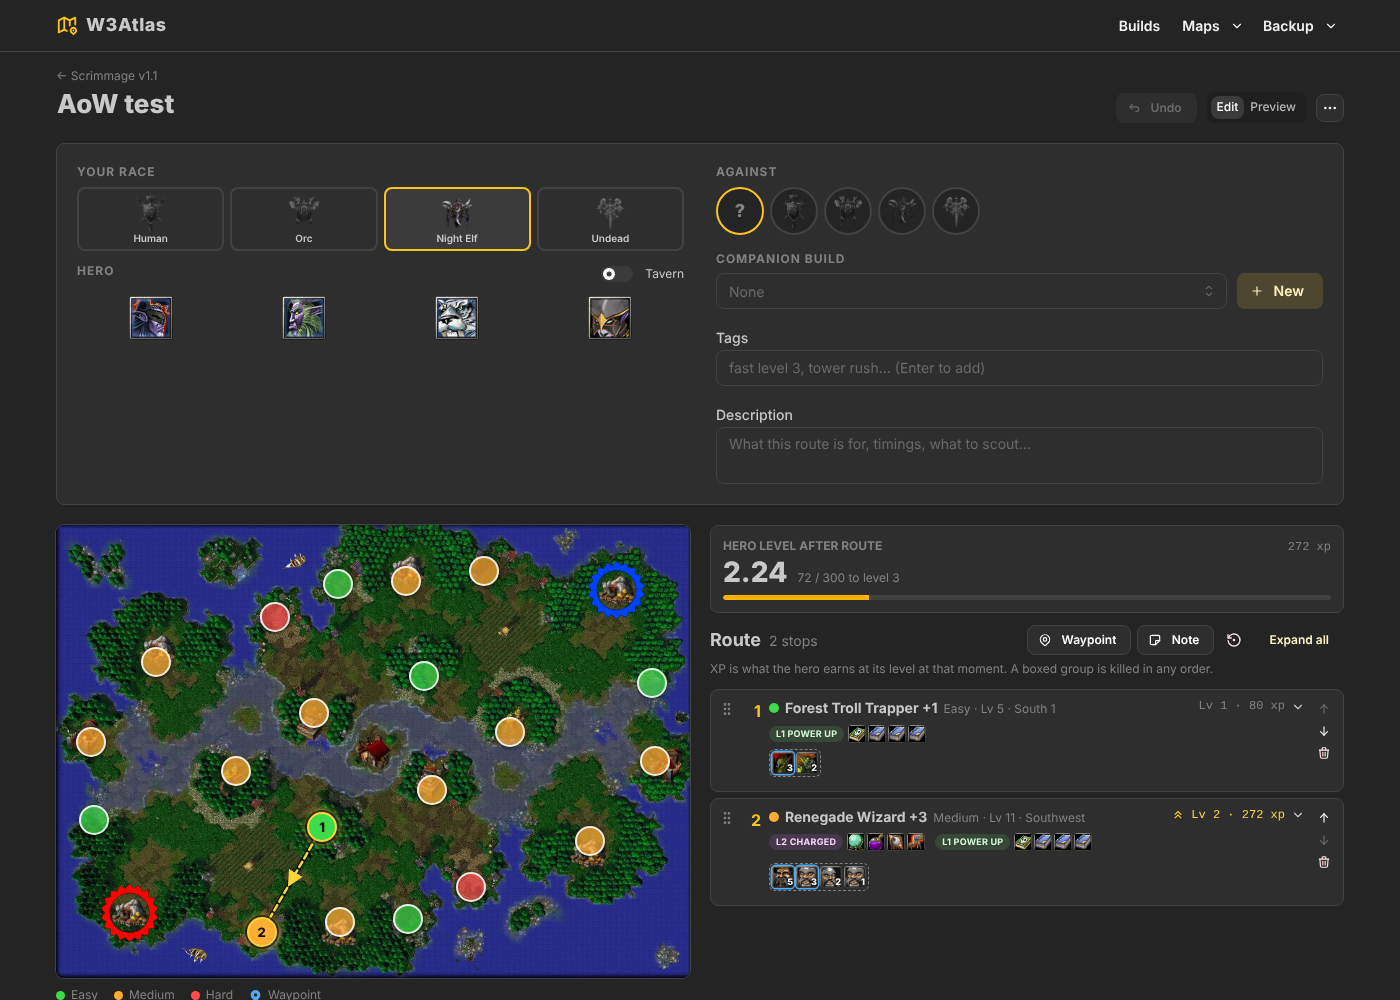 W3Atlas
Builds Maps Backup
← Scrimmage v1.1
AoW test
Undo Edit Preview
YOUR RACE
Human Orc Night Elf Undead
HERO
Tavern
AGAINST
?
COMPANION BUILD
None
+ New
Tags
fast level 3, tower rush... (Enter to add)
Description
What this route is for, timings, what to scout...
1
2
Easy Medium Hard Waypoint
HERO LEVEL AFTER ROUTE 272 xp
2.24 72 / 300 to level 3
Route 2 stops Waypoint Note Expand all
XP is what the hero earns at its level at that moment. A boxed group is killed in any order.
1 Forest Troll Trapper +1 Easy · Lv 5 · South 1 Lv 1 · 80 xp
L1 POWER UP
3 2
2 Renegade Wizard +3 Medium · Lv 11 · Southwest Lv 2 · 272 xp
L2 CHARGED L1 POWER UP
5 3 2 1